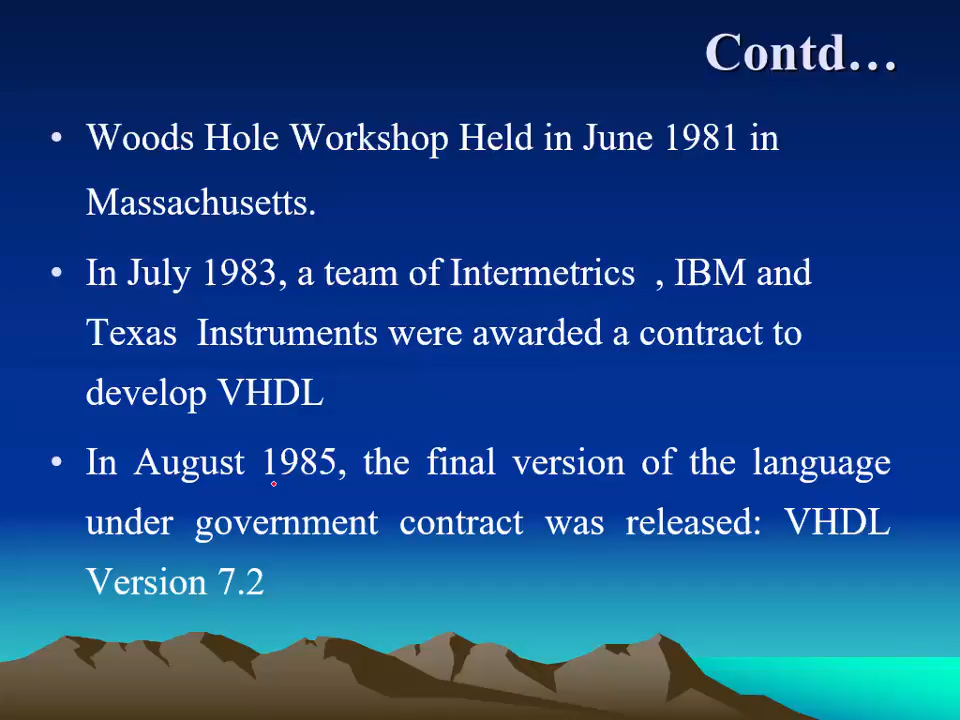 Contd…
• Woods Hole Workshop Held in June 1981 in
Massachusetts.
• In July 1983, a team of Intermetrics , IBM and
Texas Instruments were awarded a contract to
develop VHDL
• In August 1985, the final version of the language
under government contract was released: VHDL
Version 7.2